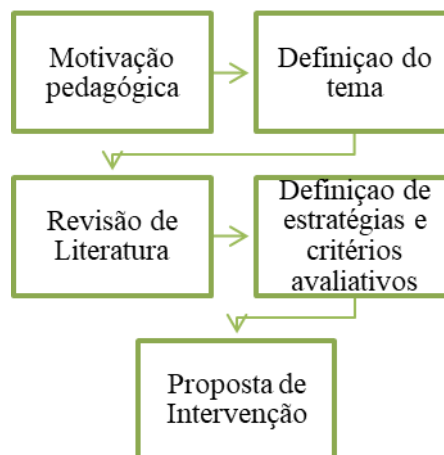 Motivação
pedagógica
Definiçao do
tema
Revisão de
Literatura
Definiçao de
estratégias e
critérios
avaliativos
Proposta de
Intervenção